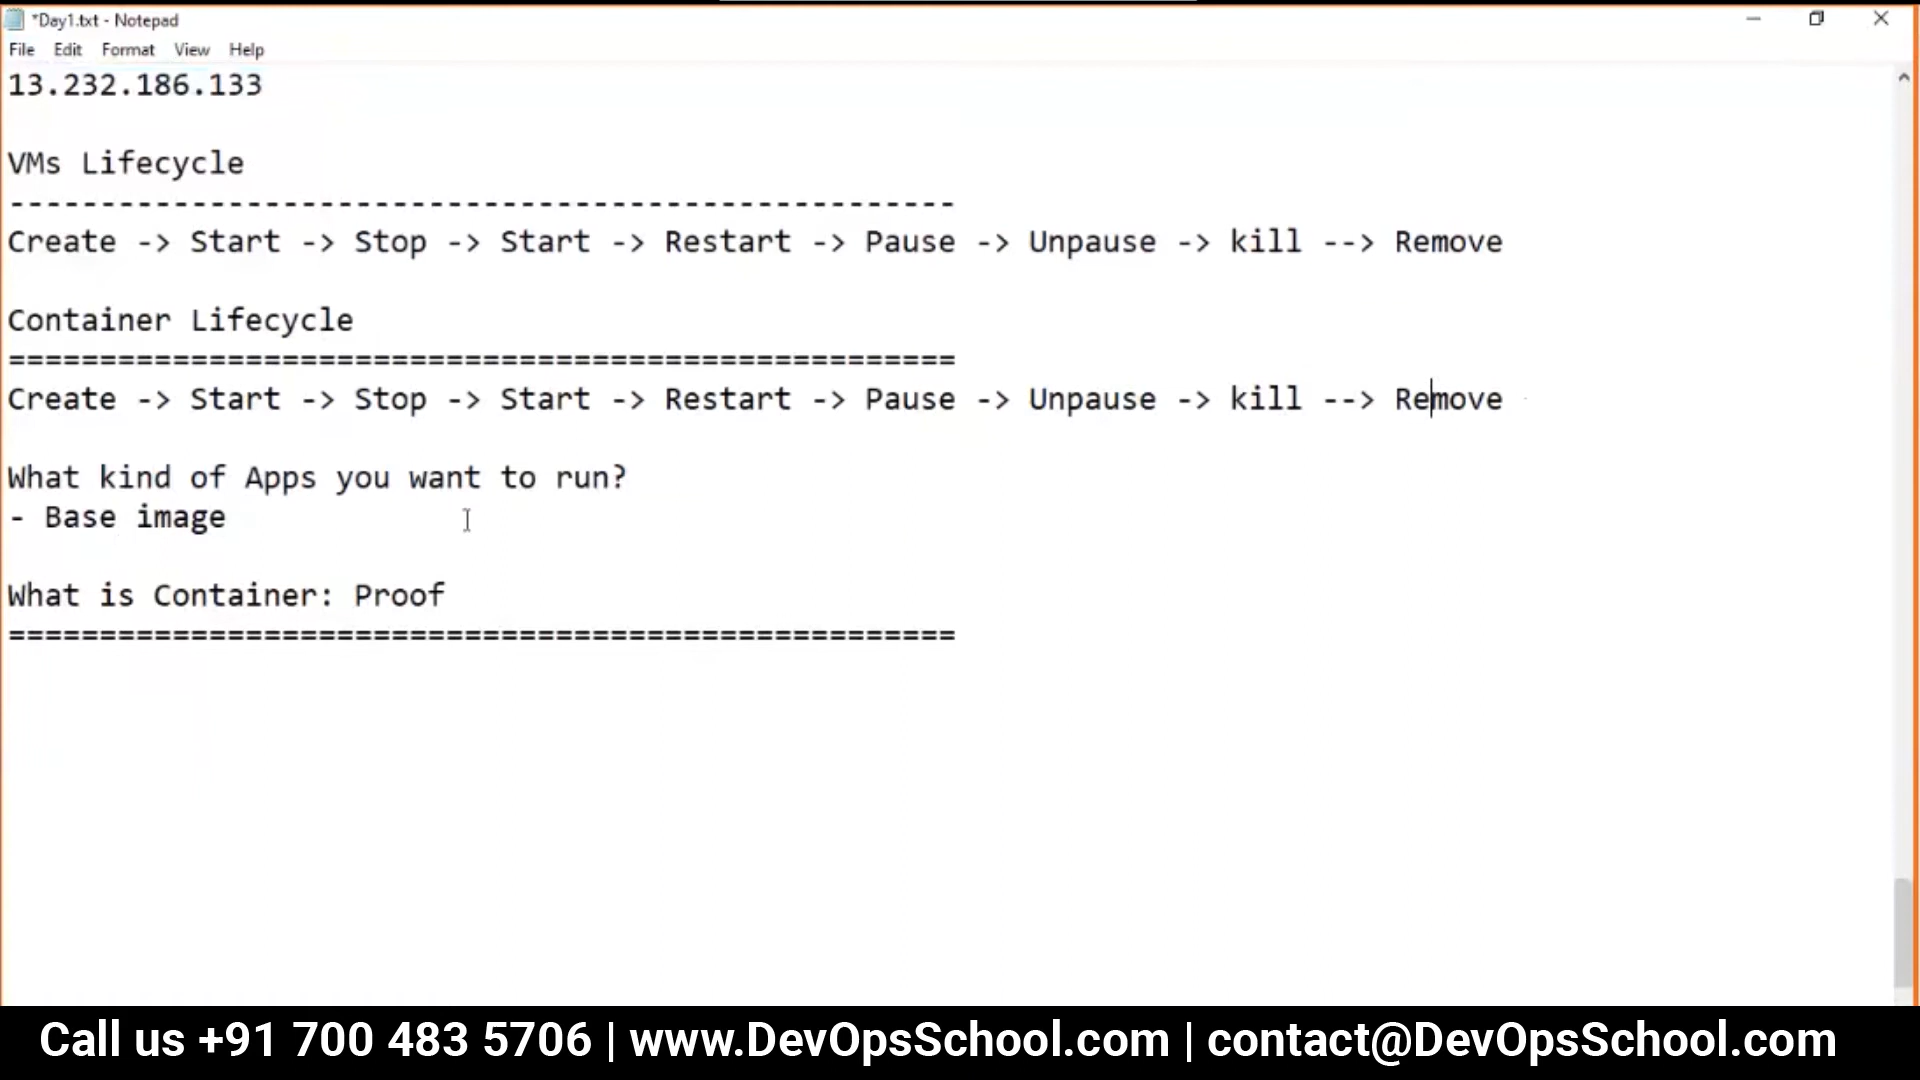 *Day1.txt - Notepad
File Edit Format View Help
13.232.186.133
VMs Lifecycle
----------------------------------------------------
Create -> Start -> Stop -> Start -> Restart -> Pause -> Unpause -> kill --> Remove
Container Lifecycle
====================================================
Create -> Start -> Stop -> Start -> Restart -> Pause -> Unpause -> kill --> Remove
What kind of Apps you want to run?
- Base image
What is Container: Proof
====================================================
Call us +91 700 483 5706 | www.DevOpsSchool.com | contact@DevOpsSchool.com